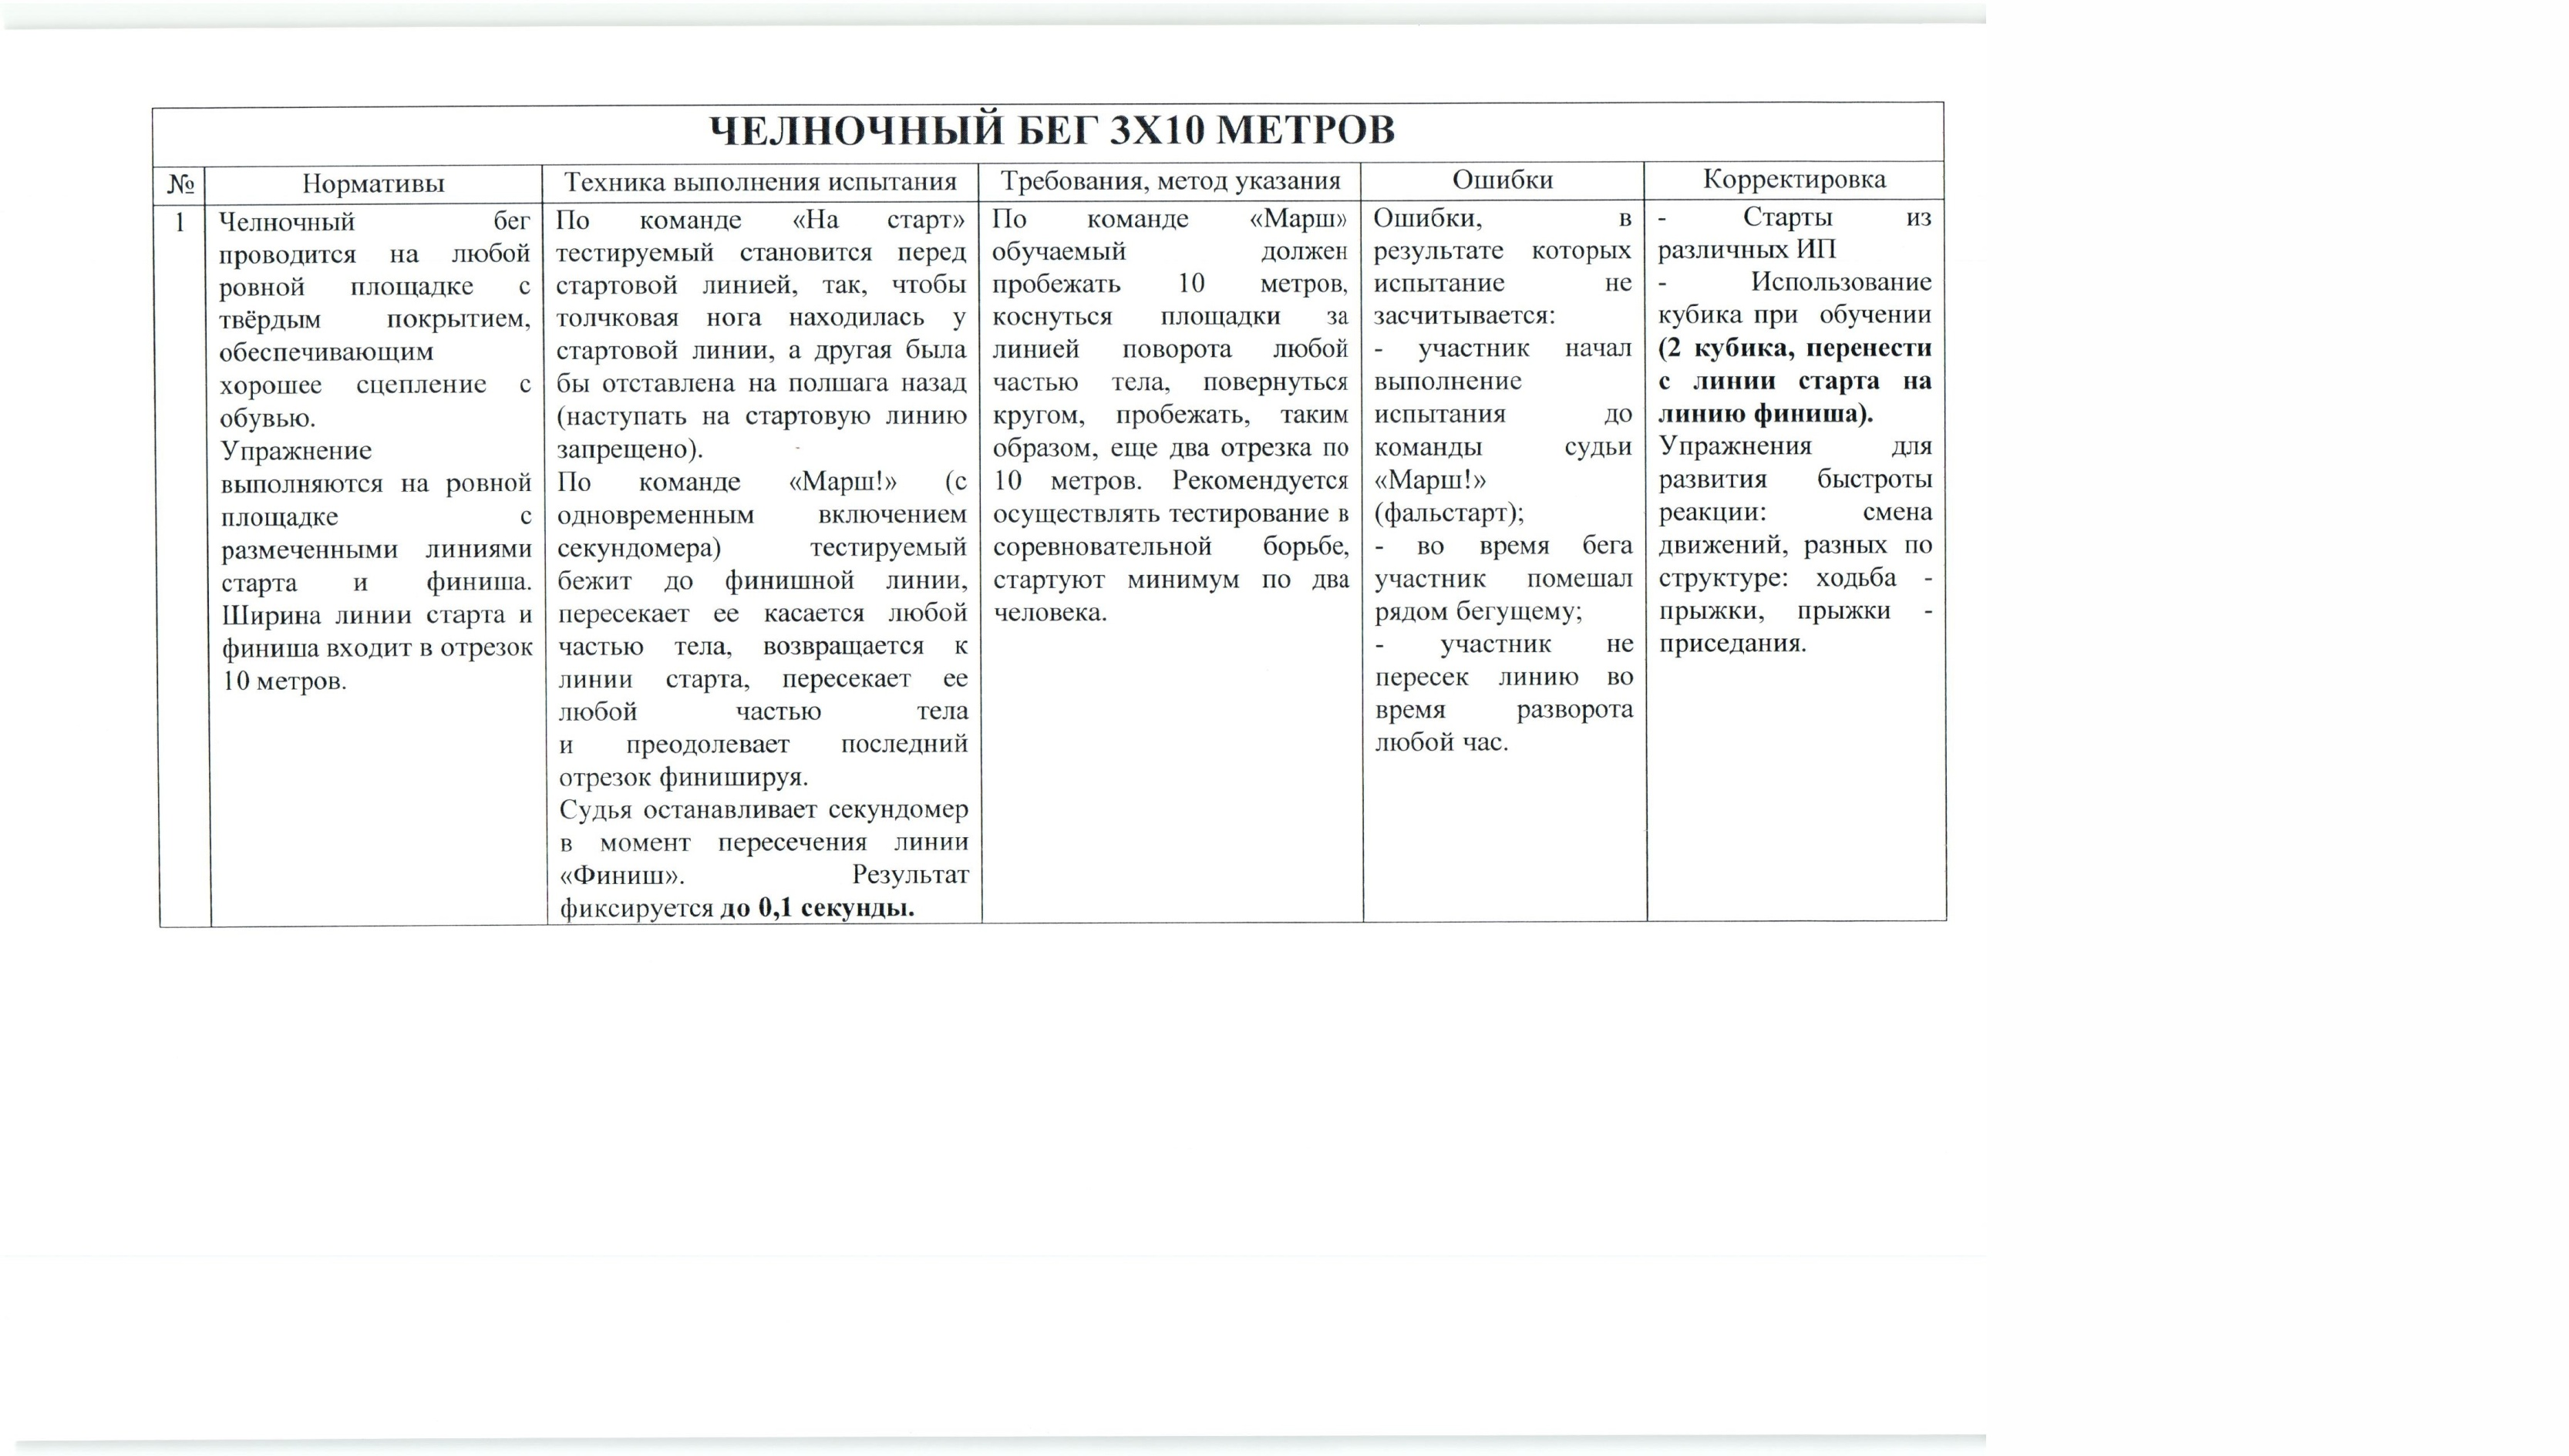 ЧЕЛНОЧНЫЙ БЕГ 3X10 МЕТРОВ
№
Нормативы
Техника выполнения испытания
Требования, метод указания
Ошибки
Корректировка
1
Челночный бег
проводится на любой
ровной площадке с
твёрдым покрытием,
обеспечивающим
хорошее сцепление с
обувью.
Упражнение
выполняются на ровной
площадке с
размеченными линиями
старта и финиша.
Ширина линии старта и
финиша входит в отрезок
10 метров.
По команде «На старт»
тестируемый становится перед
стартовой линией, так, чтобы
толчковая нога находилась у
стартовой линии, а другая была
бы отставлена на полшага назад
(наступать на стартовую линию
запрещено).
По команде «Марш!» (с
одновременным включением
секундомера) тестируемый
бежит до финишной линии,
пересекает ее касается любой
частью тела, возвращается к
линии старта, пересекает ее
любой частью тела
и преодолевает последний
отрезок финишируя.
Судья останавливает секундомер
в момент пересечения линии
«Финиш». Результат
фиксируется до 0,1 секунды.
По команде «Марш»
обучаемый должен
пробежать 10 метров,
коснуться площадки за
линией поворота любой
частью тела, повернуться
кругом, пробежать, таким
образом, еще два отрезка по
10 метров. Рекомендуется
осуществлять тестирование в
соревновательной борьбе,
стартуют минимум по два
человека.
Ошибки, в
результате которых
испытание не
засчитывается:
- участник начал
выполнение
испытания до
команды судьи
«Марш!»
(фальстарт);
- во время бега
участник помешал
рядом бегущему;
- участник не
пересек линию во
время разворота
любой час.
- Старты из
различных ИП
- Использование
кубика при обучении
(2 кубика, перенести
с линии старта на
линию финиша).
Упражнения для
развития быстроты
реакции: смена
движений, разных по
структуре: ходьба -
прыжки, прыжки -
приседания.